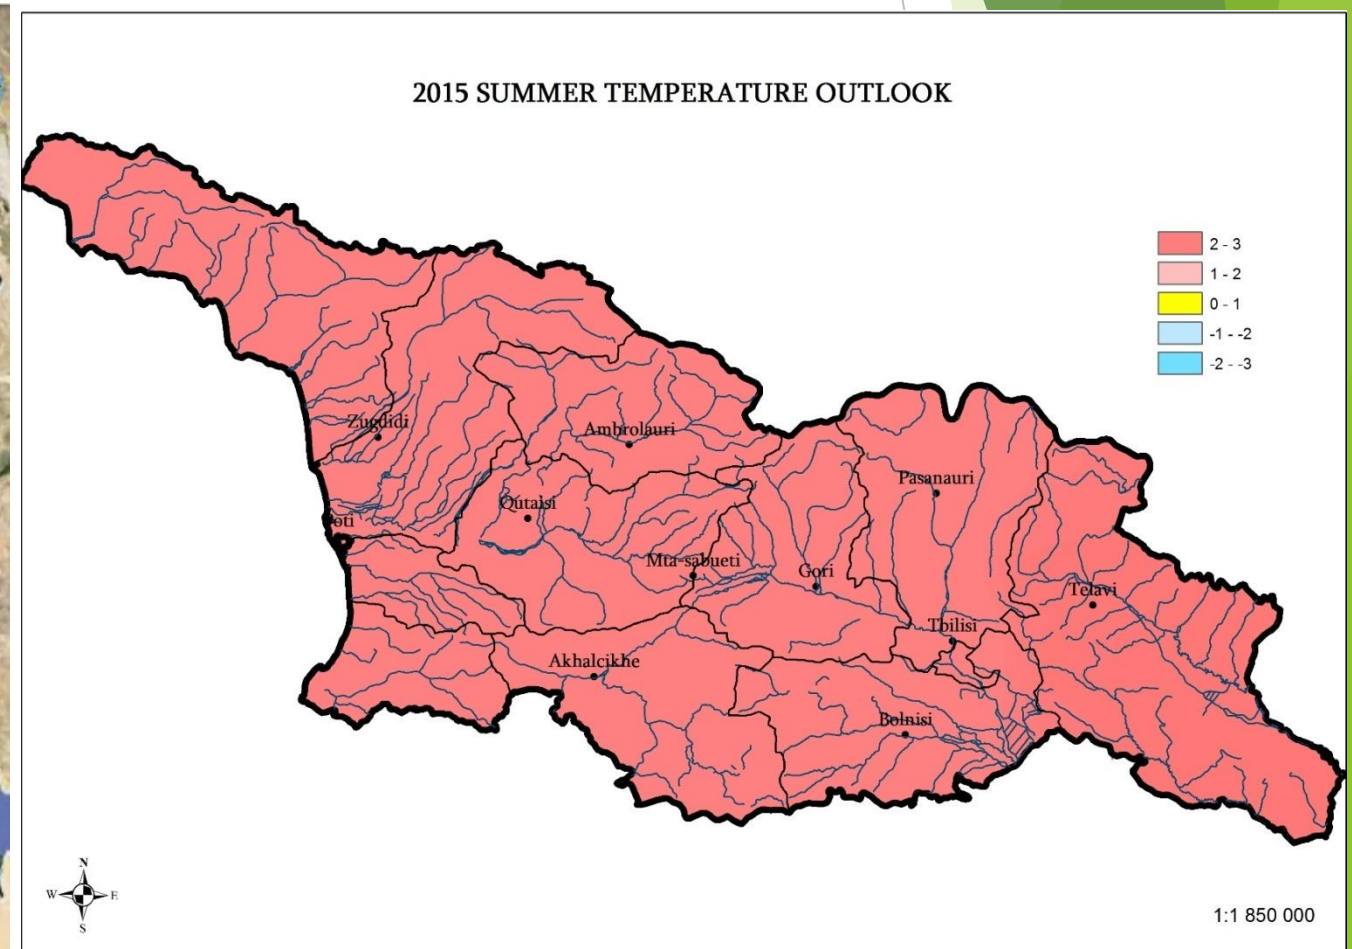 2015 SUMMER TEMPERATURE OUTLOOK
2 - 3
1 - 2
0 - 1
-1 - -2
-2 - -3
Zugdidi
Ambrolauri
Pasanauri
Qutaisi
oti
Mta-sabueti
Gori
Telavi
Tbilisi
Akhalcikhe
Bolnisi
N
W E
S
1:1 850 000